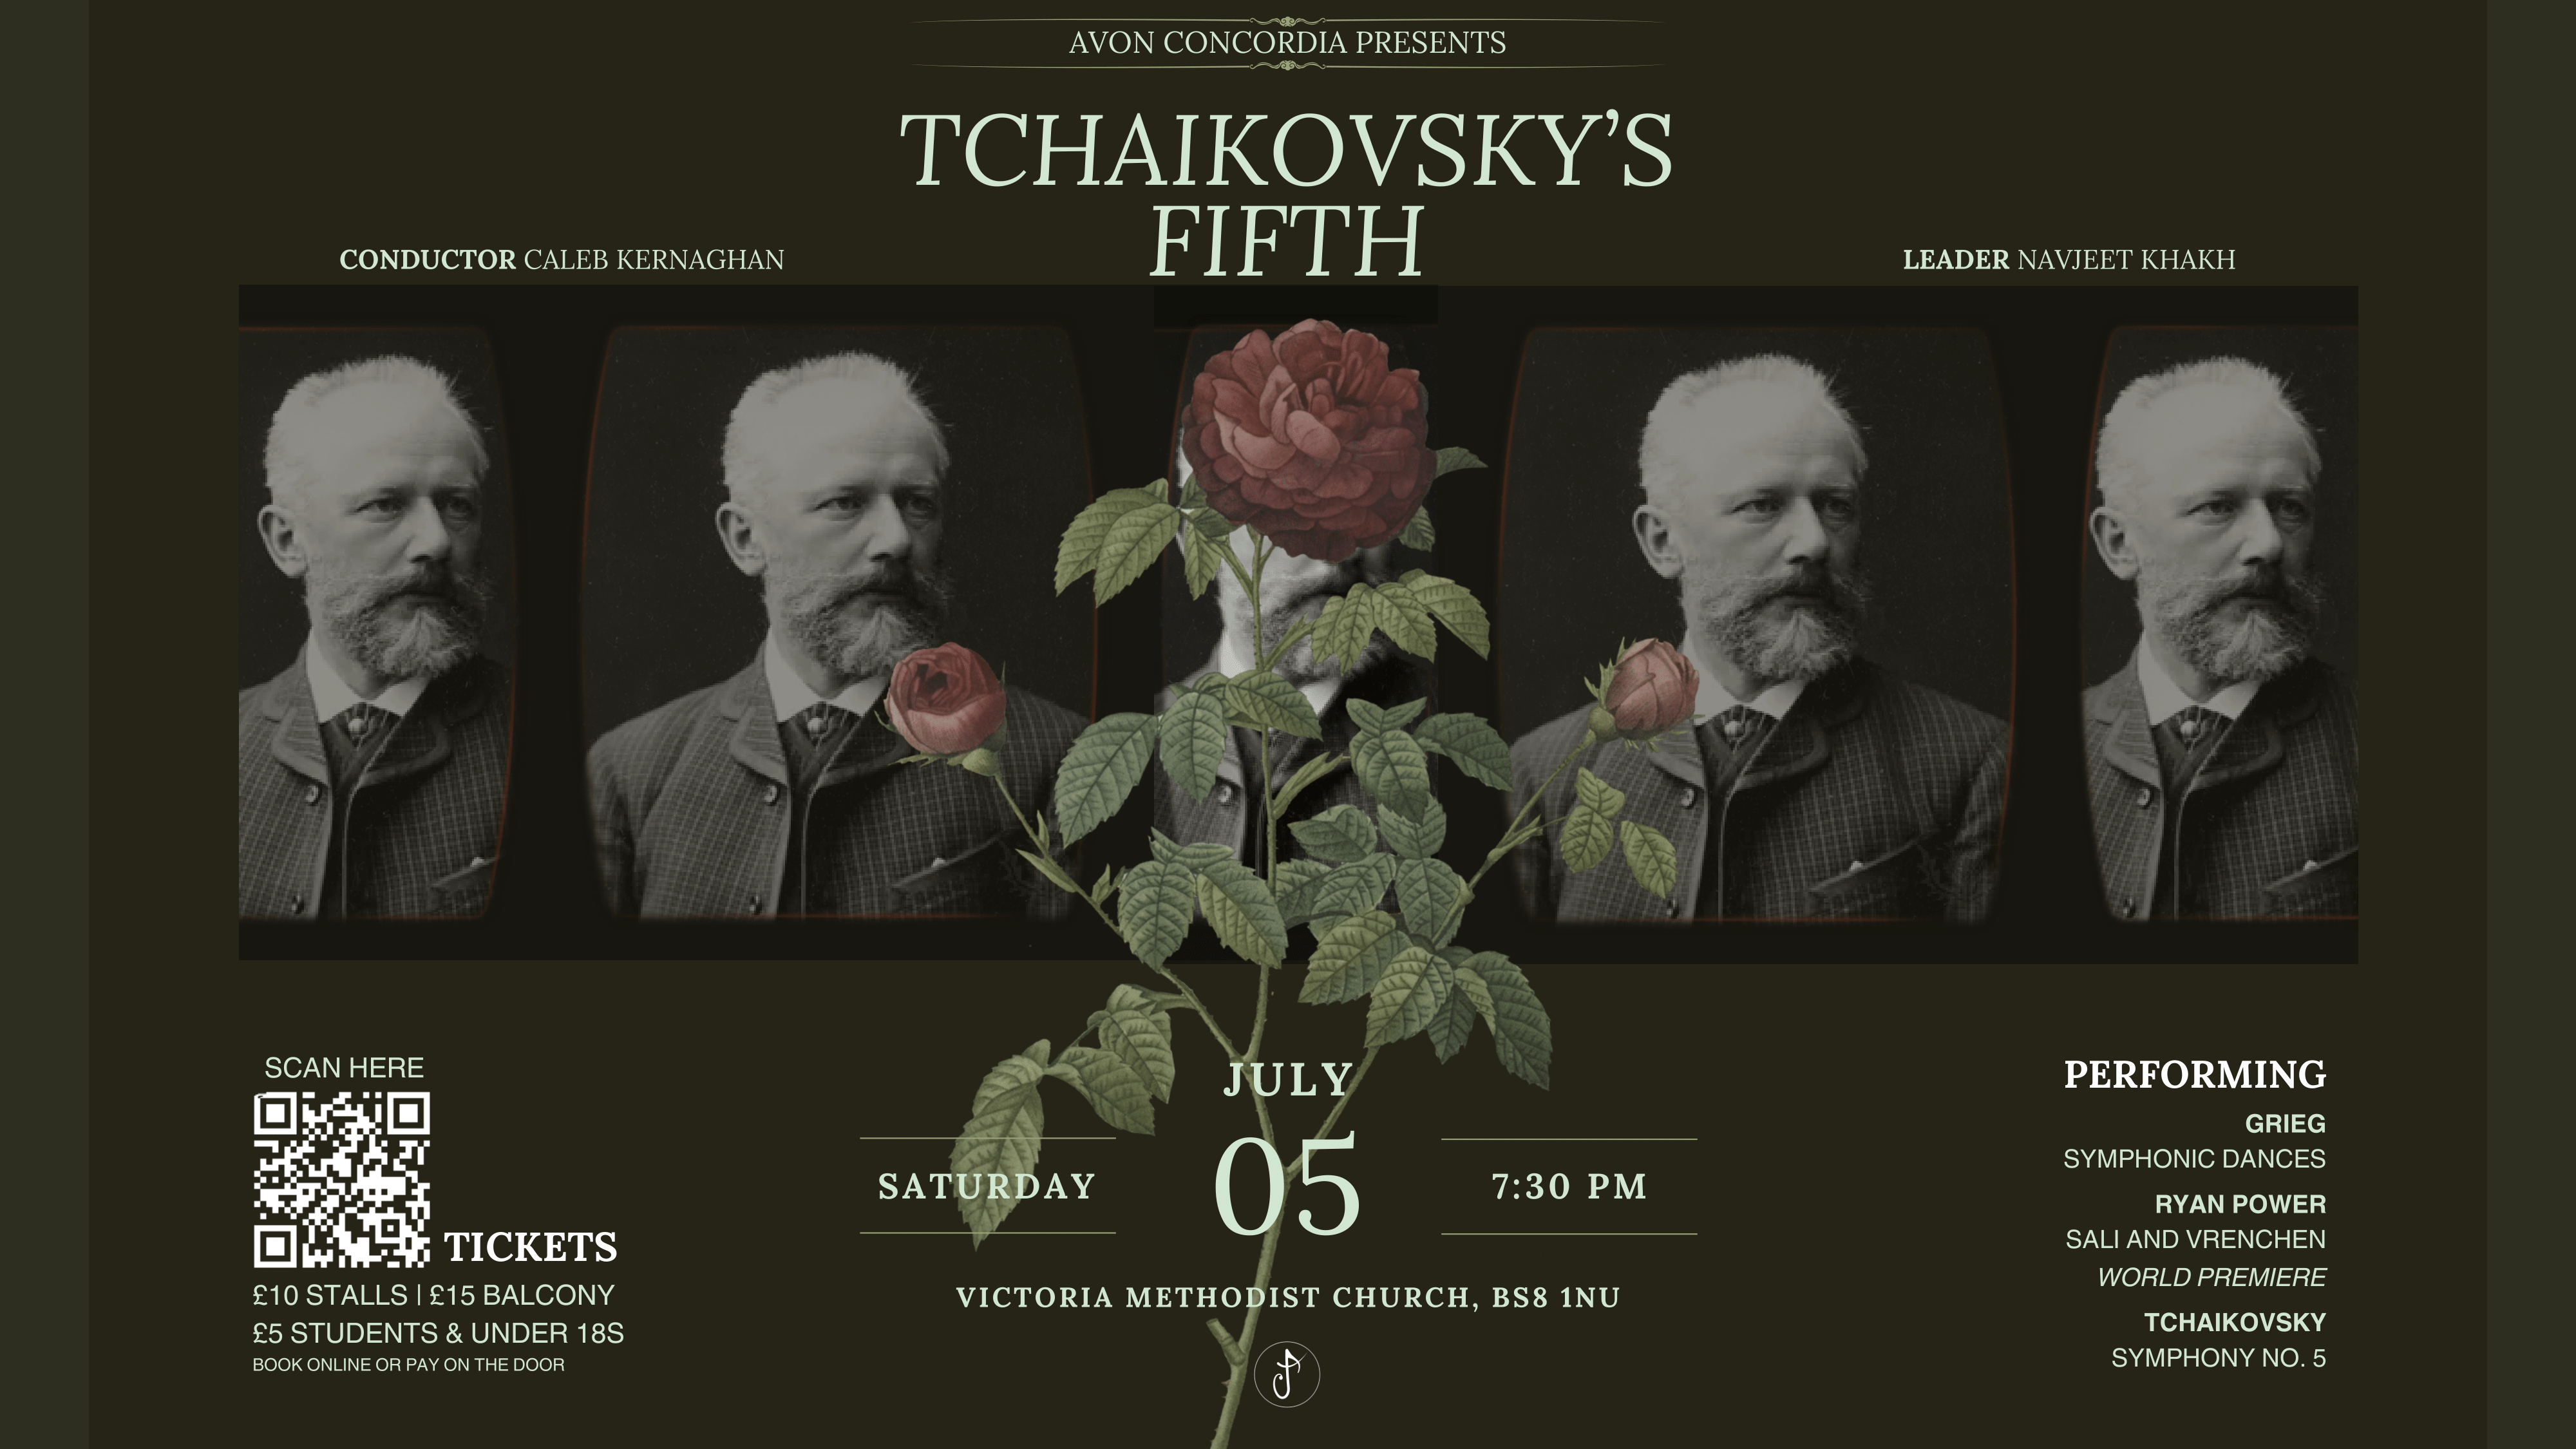 AVON CONCORDIA PRESENTS
TCHAIKOVSKY’S
FIFTH
CONDUCTOR CALEB KERNAGHAN
LEADER NAVJEET KHAKH
SCAN HERE
TICKETS
£10 STALLS | £15 BALCONY
£5 STUDENTS & UNDER 18S
BOOK ONLINE OR PAY ON THE DOOR
JULY
SATURDAY
05
7:30 PM
VICTORIA METHODIST CHURCH, BS8 1NU
PERFORMING
GRIEG
SYMPHONIC DANCES
RYAN POWER
SALI AND VRENCHEN
WORLD PREMIERE
TCHAIKOVSKY
SYMPHONY NO. 5